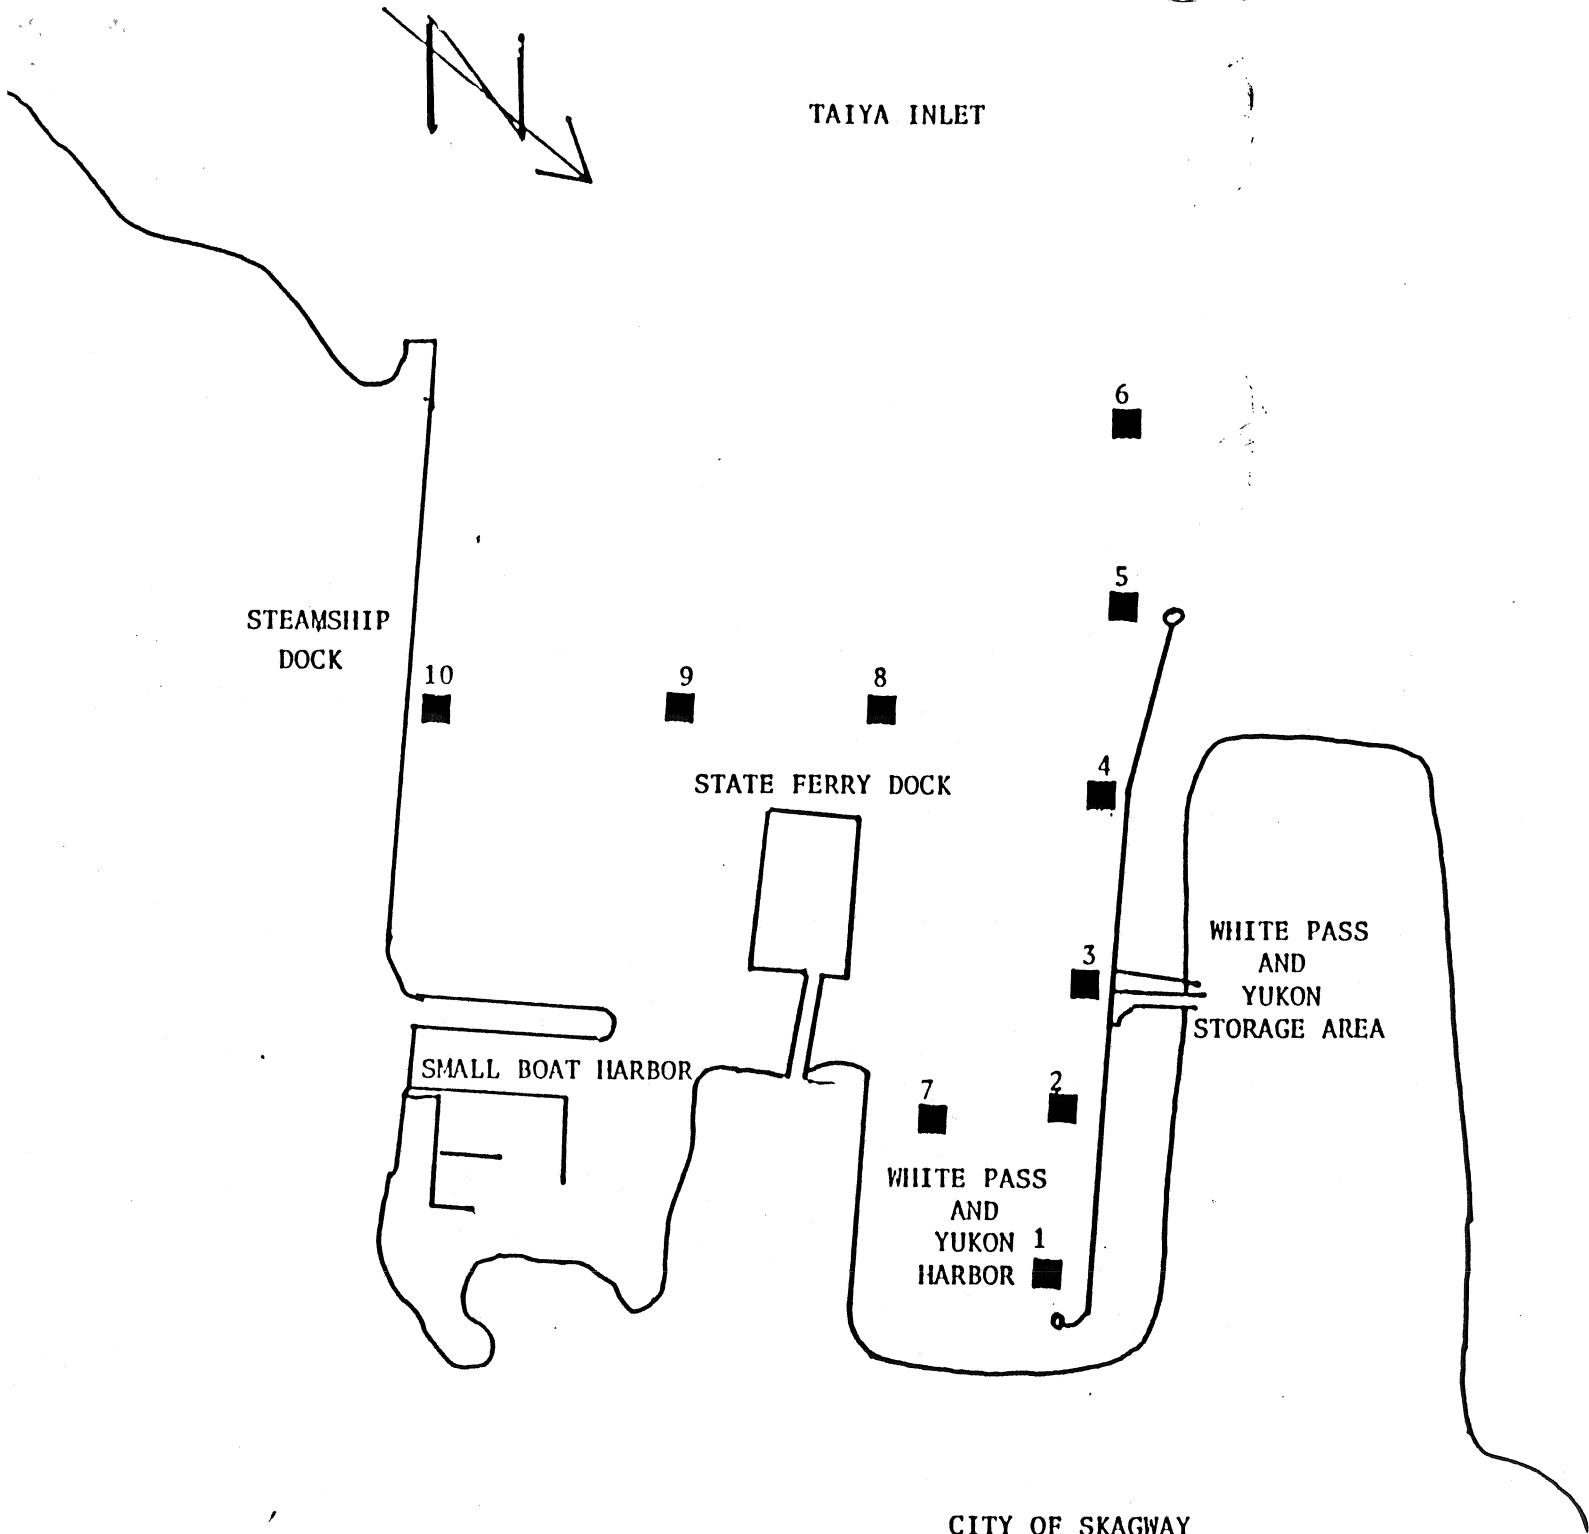 N
TAIYA INLET
6
5
STEAMSHIP
DOCK
10
9
8
4
STATE FERRY DOCK
3
WHITE PASS
AND
YUKON
STORAGE AREA
SMALL BOAT HARBOR
7
2
WHITE PASS
AND
YUKON
HARBOR
1
CITY OF SKAGWAY